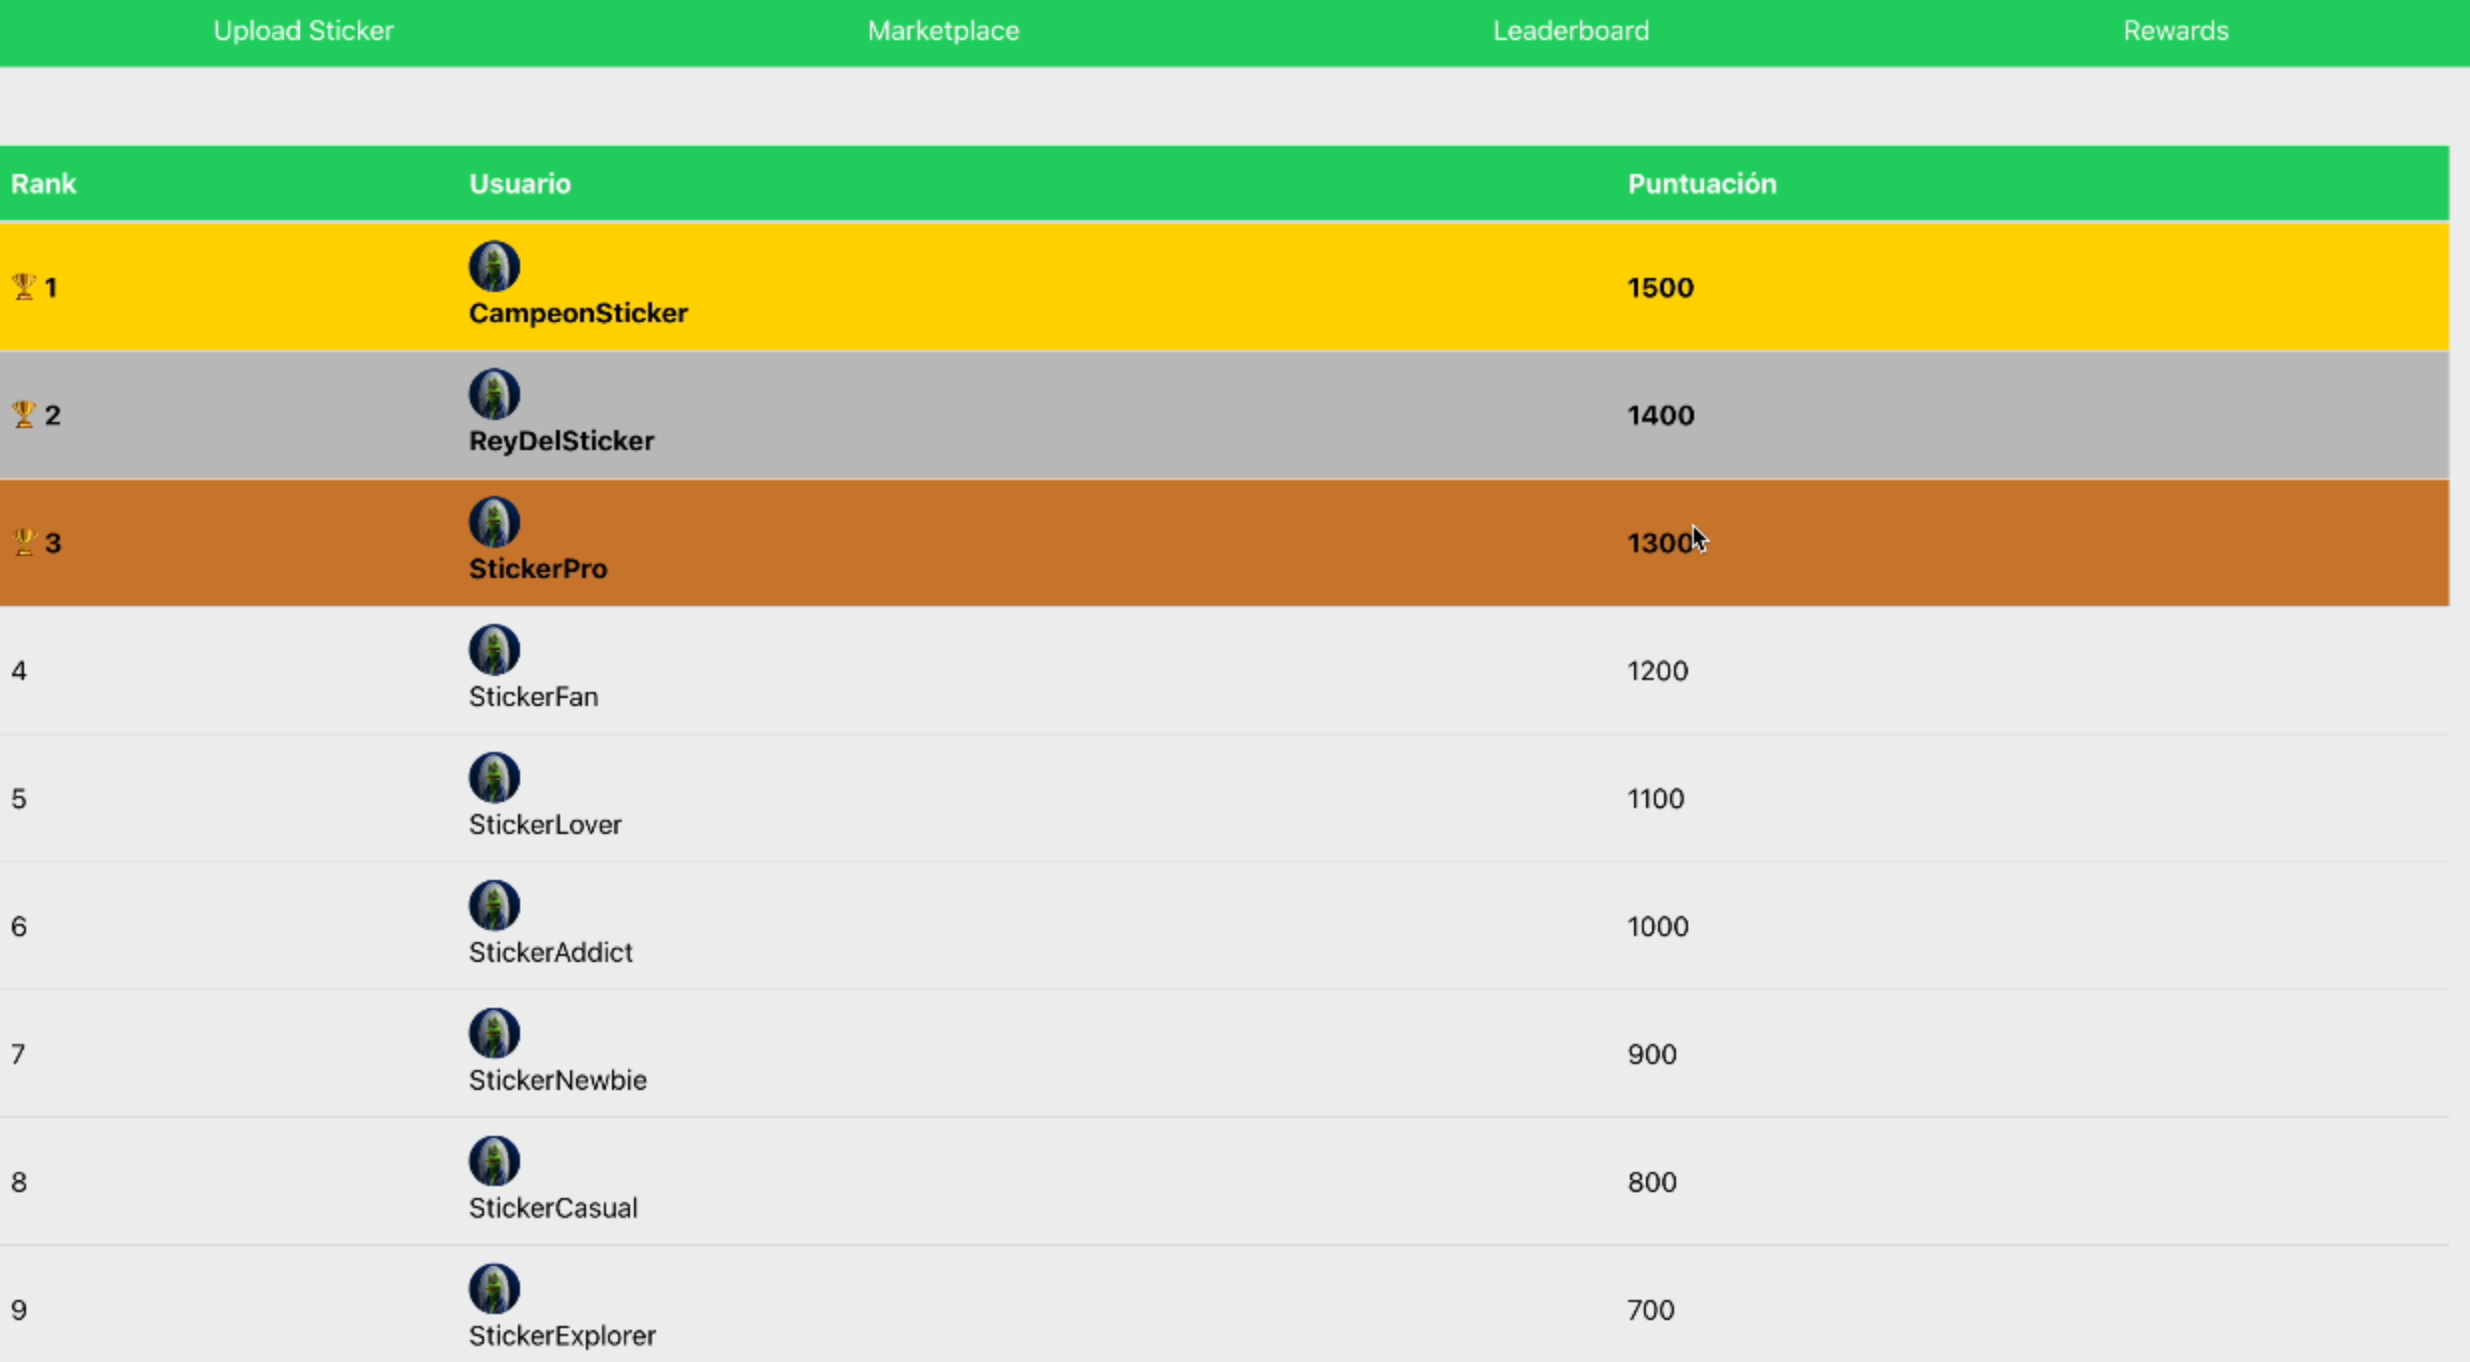 Upload Sticker Marketplace Leaderboard Rewards
Rank Usuario Puntuación
🏆 1 CampeonSticker 1500
🏆 2 ReyDelSticker 1400
🏆 3 StickerPro 1300
4 StickerFan 1200
5 StickerLover 1100
6 StickerAddict 1000
7 StickerNewbie 900
8 StickerCasual 800
9 StickerExplorer 700